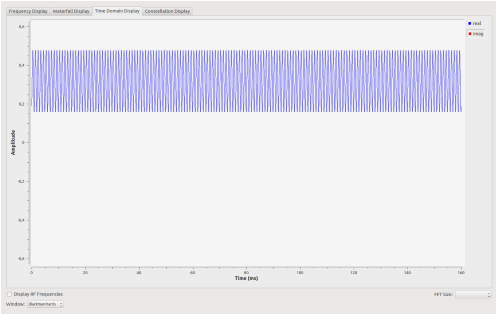 Frequency Display Waterfall Display Time Domain Display Constellation Display
real
imag
0,6
0,4
0,2
0
-0,2
-0,4
-0,6
Amplitude
0 20 40 60 80 100 120 140 160
Time (ms)
Display RF Frequencies
FFT Size:
Window: Blackman-harris